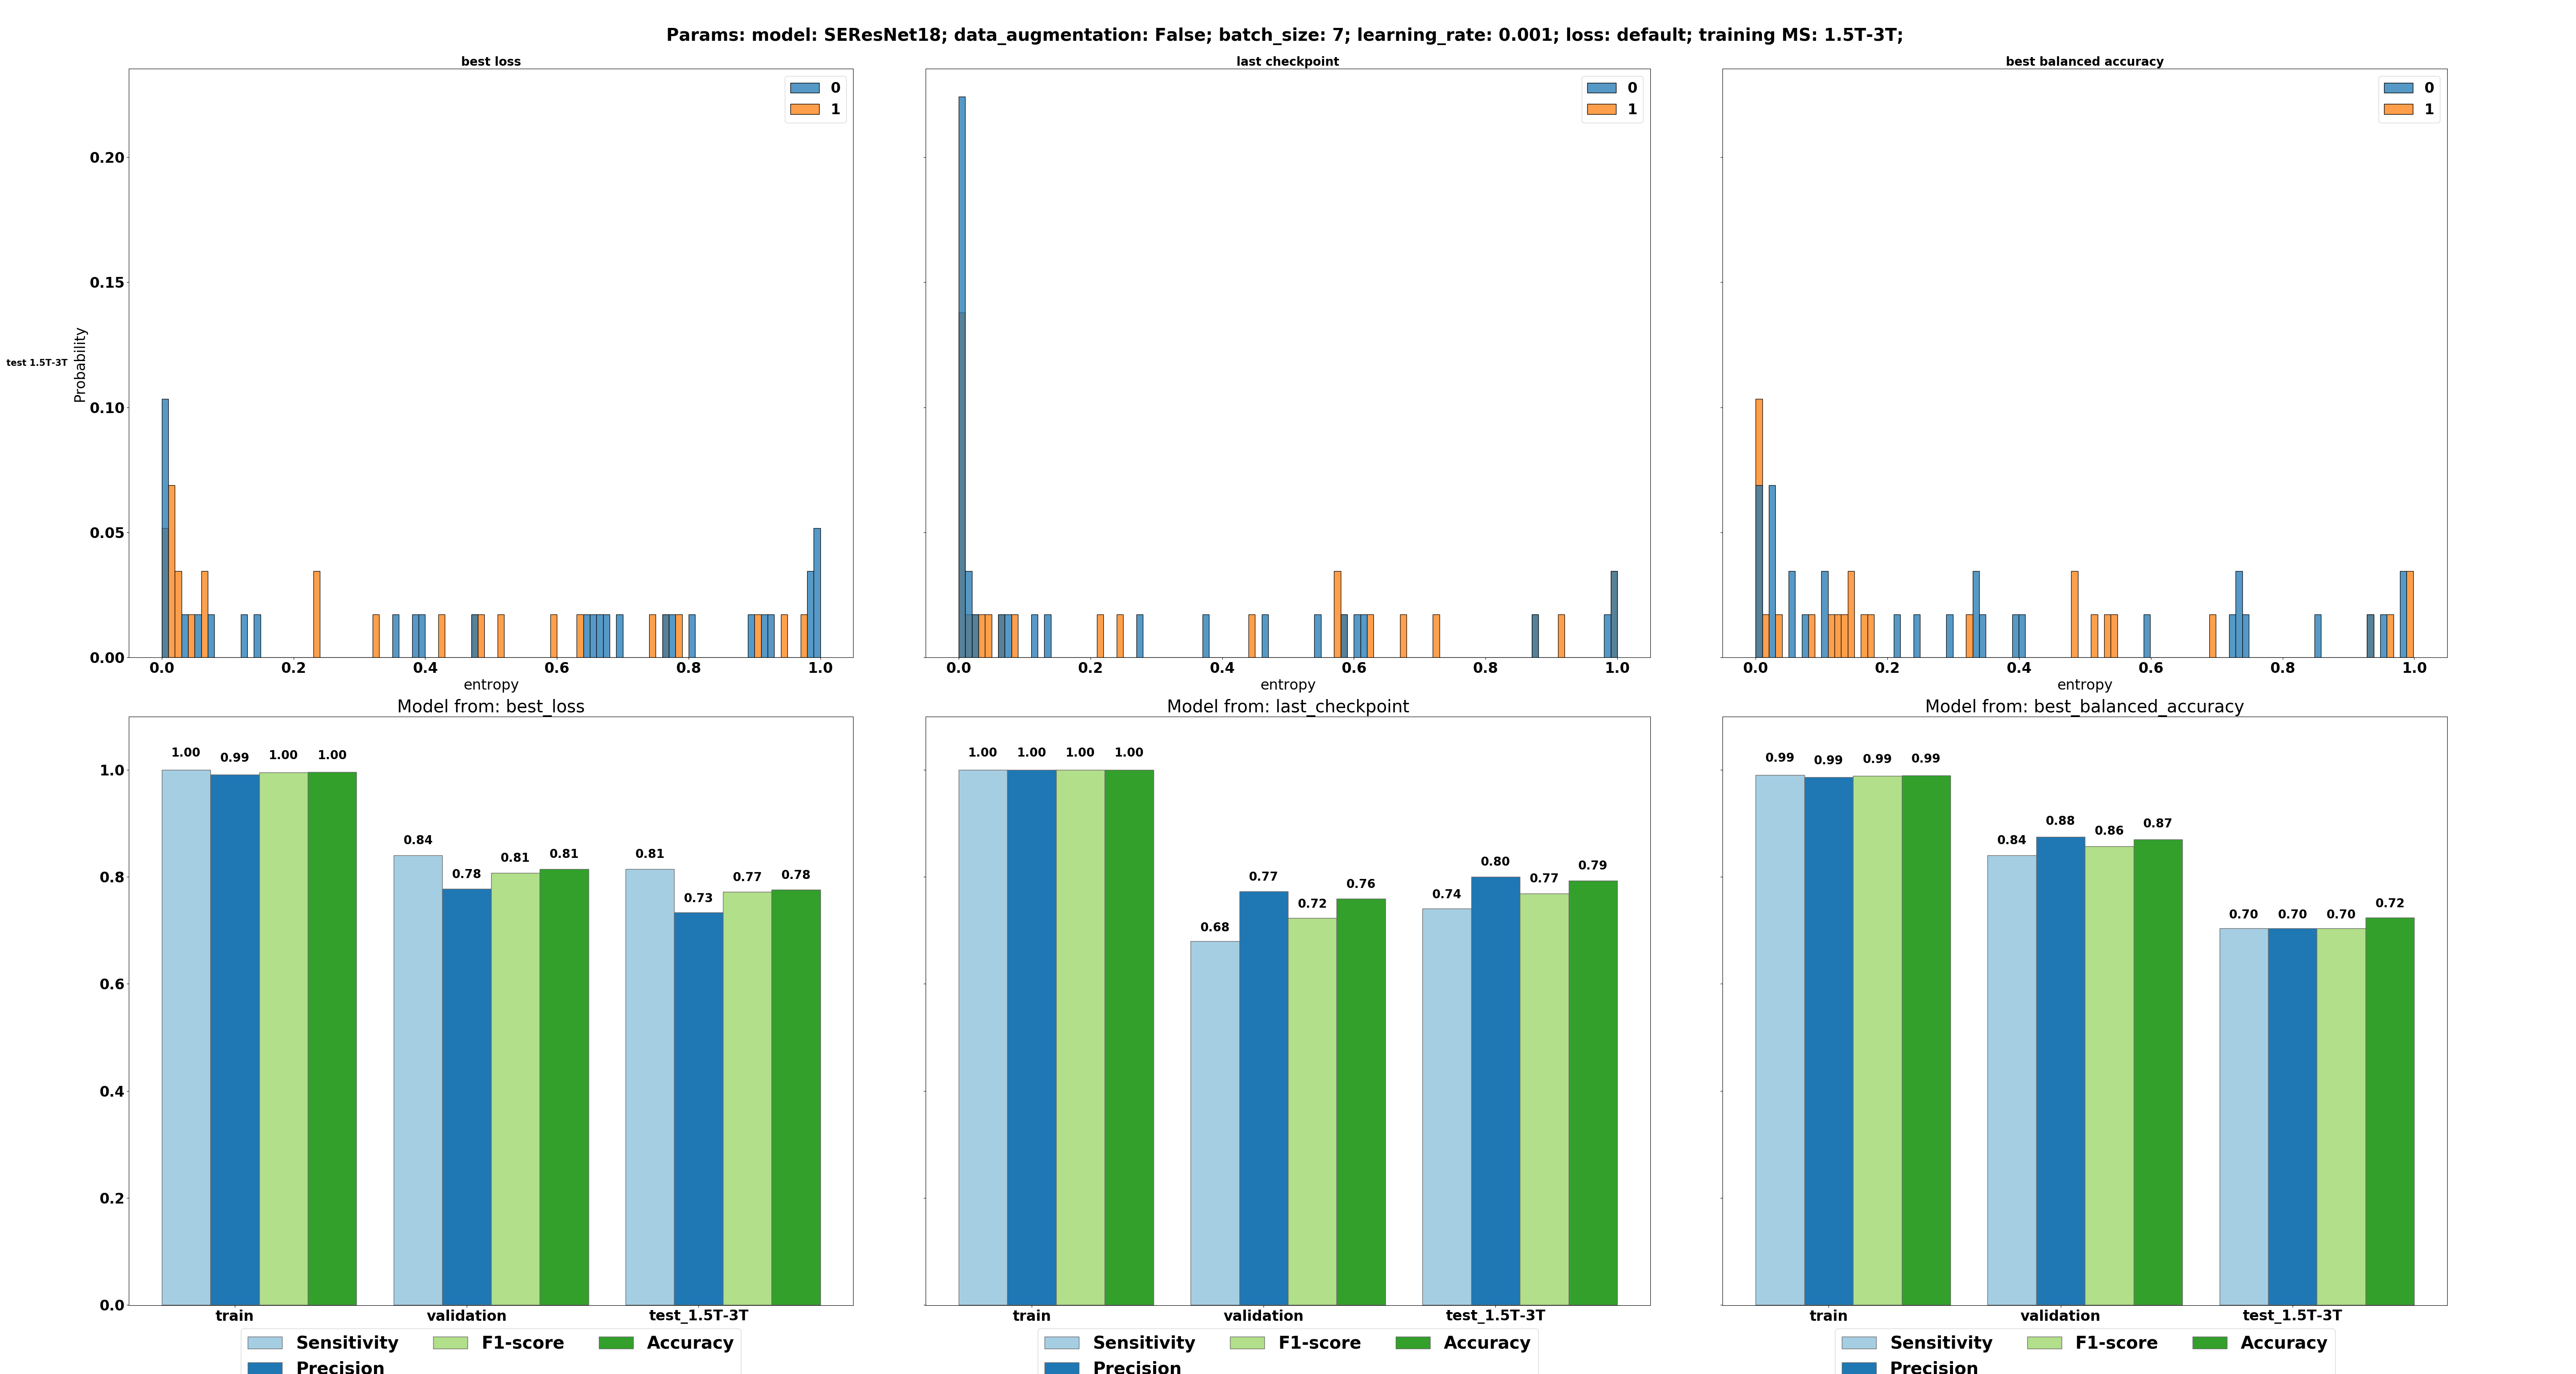 Params: model: SEResNet18; data_augmentation: False; batch_size: 7; learning_rate: 0.001; loss: default; training MS: 1.5T-3T;
best loss
last checkpoint
best balanced accuracy
0
1
0
1
0
1
test 1.5T-3T
Probability
0.20
0.15
0.10
0.05
0.00
0.0 0.2 0.4 0.6 0.8 1.0
0.0 0.2 0.4 0.6 0.8 1.0
0.0 0.2 0.4 0.6 0.8 1.0
entropy
entropy
entropy
Model from: best_loss
1.0
0.8
0.6
0.4
0.2
0.0
1.00 0.99 1.00 1.00
0.84 0.78 0.81 0.81
0.81 0.73 0.77 0.78
train validation test_1.5T-3T
Sensitivity F1-score Accuracy
Precision
Model from: last_checkpoint
1.00 1.00 1.00 1.00
0.68 0.77 0.72 0.76
0.74 0.80 0.77 0.79
train validation test_1.5T-3T
Sensitivity F1-score Accuracy
Precision
Model from: best_balanced_accuracy
0.99 0.99 0.99 0.99
0.84 0.88 0.86 0.87
0.70 0.70 0.70 0.72
train validation test_1.5T-3T
Sensitivity F1-score Accuracy
Precision